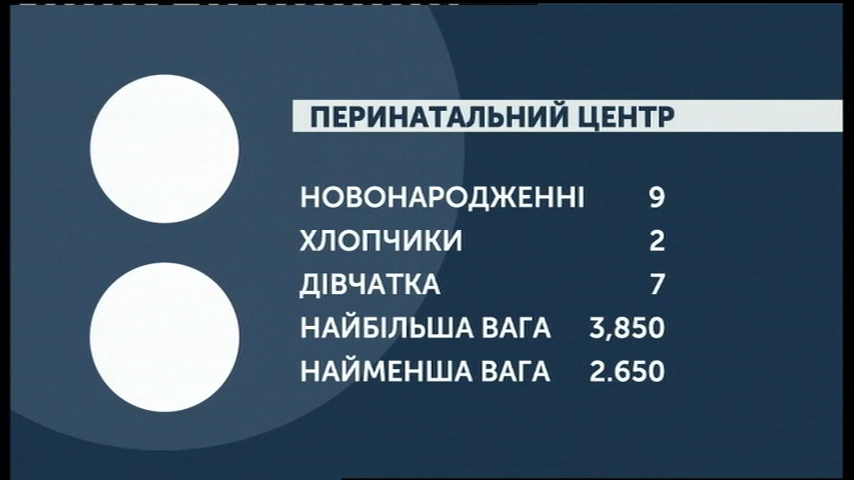 ПЕРИНАТАЛЬНИЙ ЦЕНТР
НОВОНАРОДЖЕННІ 9
ХЛОПЧИКИ 2
ДІВЧАТКА 7
НАЙБІЛЬША ВАГА 3,850
НАЙМЕНША ВАГА 2.650